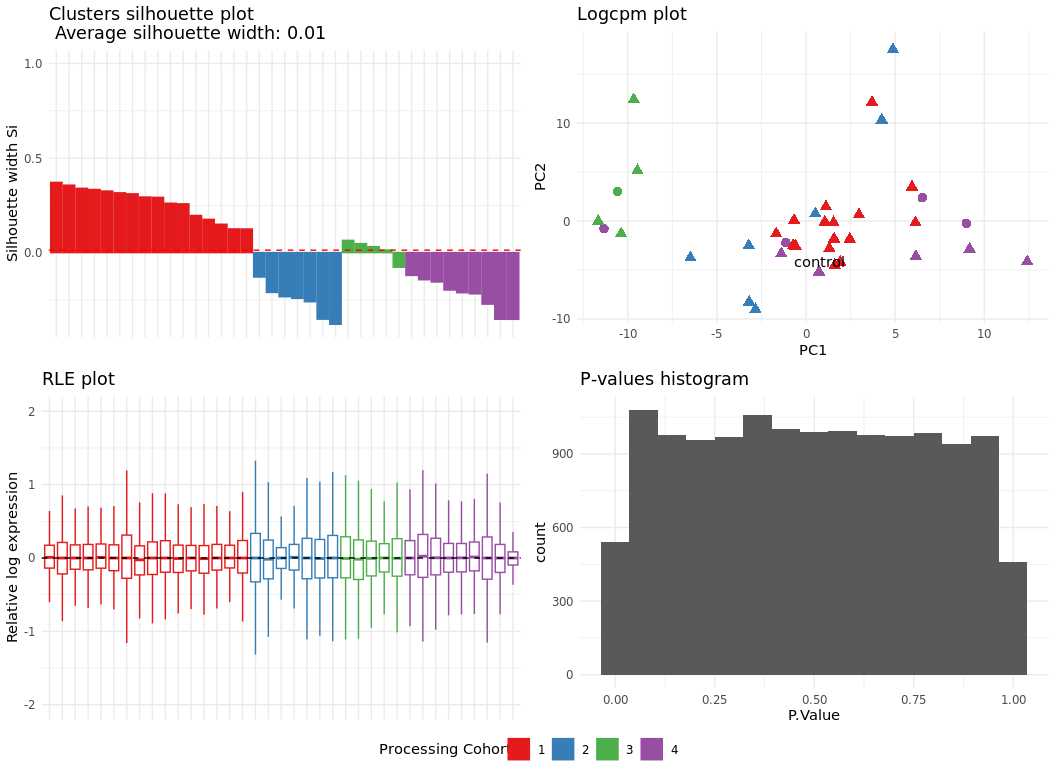 Clusters silhouette plot
Average silhouette width: 0.01
Silhouette width Si
1.0
0.5
0.0
Logcpm plot
PC2
10
0
-10
control
-10
-5
0
5
10
PC1
RLE plot
Relative log expression
2
1
0
-1
-2
P-values histogram
count
900
600
300
0
0.00
0.25
0.50
0.75
1.00
P.Value
Processing Cohort 1 2 3 4